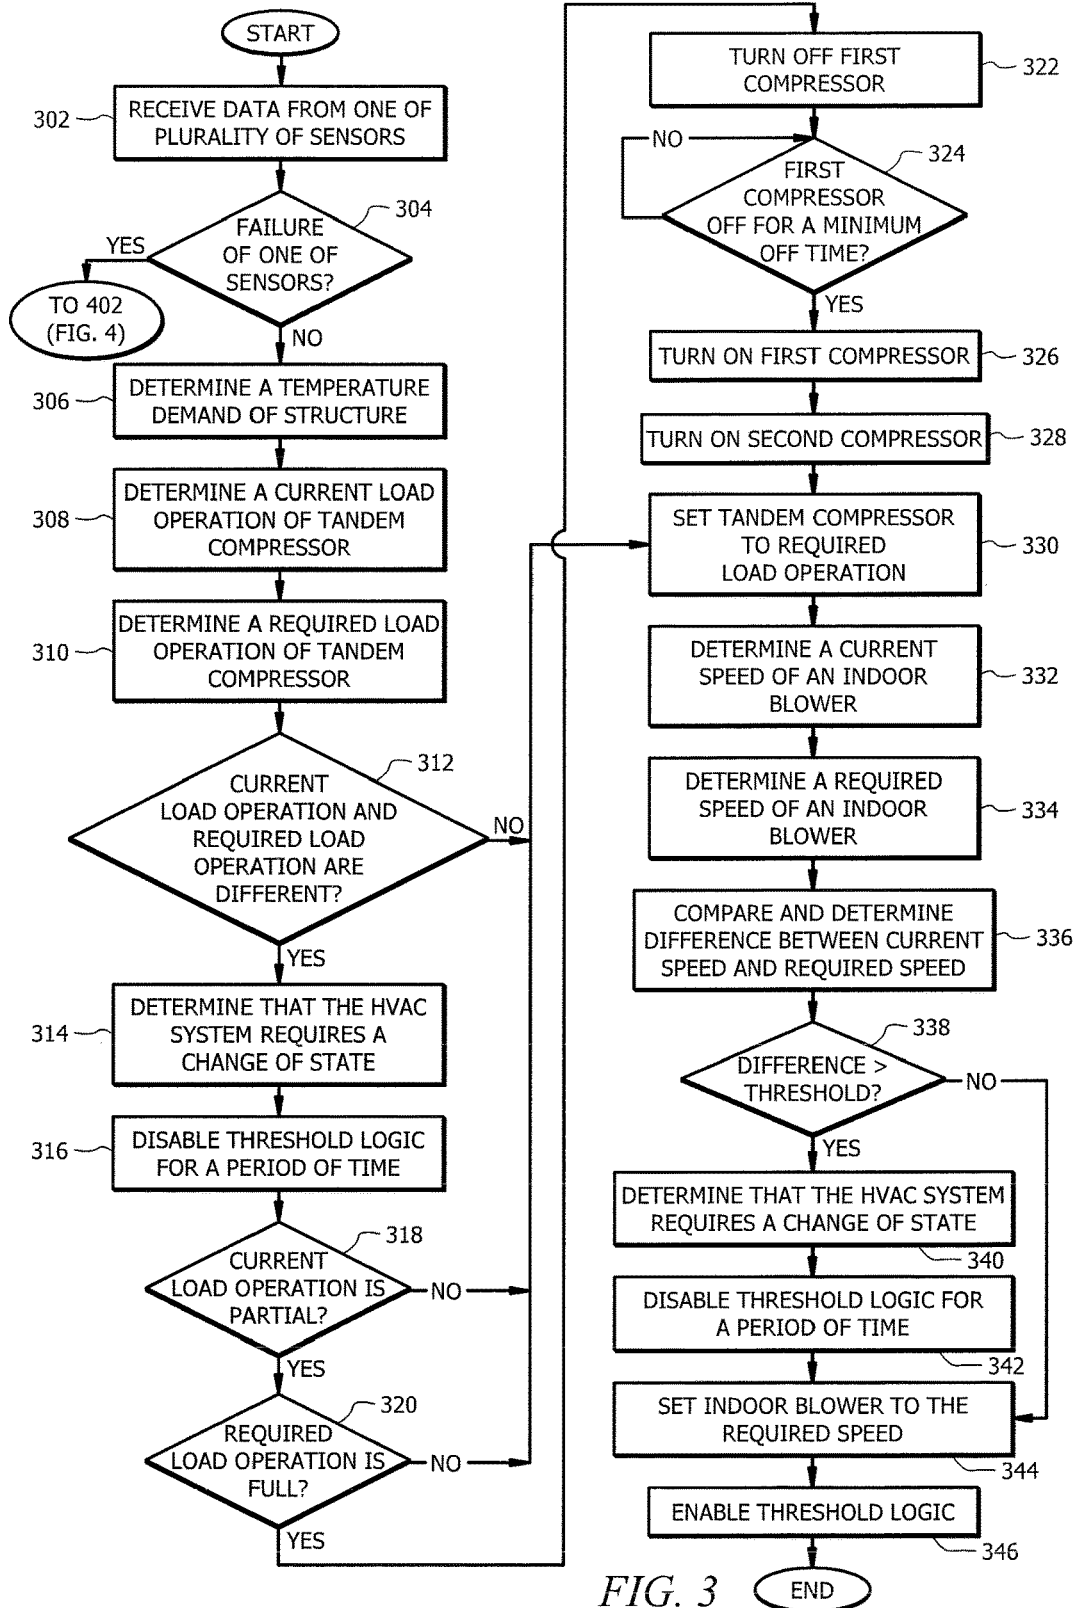 START
302
RECEIVE DATA FROM ONE OF
PLURALITY OF SENSORS
304
FAILURE
OF ONE OF
SENSORS?
YES
TO 402
(FIG. 4)
NO
306
DETERMINE A TEMPERATURE
DEMAND OF STRUCTURE
308
DETERMINE A CURRENT LOAD
OPERATION OF TANDEM
COMPRESSOR
310
DETERMINE A REQUIRED LOAD
OPERATION OF TANDEM
COMPRESSOR
312
CURRENT
LOAD OPERATION AND
REQUIRED LOAD
OPERATION ARE
DIFFERENT?
NO
YES
314
DETERMINE THAT THE HVAC
SYSTEM REQUIRES A
CHANGE OF STATE
316
DISABLE THRESHOLD LOGIC
FOR A PERIOD OF TIME
318
CURRENT
LOAD OPERATION IS
PARTIAL?
NO
YES
320
REQUIRED
LOAD OPERATION IS
FULL?
NO
YES
TURN OFF FIRST
COMPRESSOR
322
NO
324
FIRST
COMPRESSOR
OFF FOR A MINIMUM
OFF TIME?
YES
TURN ON FIRST COMPRESSOR
326
TURN ON SECOND COMPRESSOR
328
SET TANDEM COMPRESSOR
TO REQUIRED
LOAD OPERATION
330
DETERMINE A CURRENT
SPEED OF AN INDOOR
BLOWER
332
DETERMINE A REQUIRED
SPEED OF AN INDOOR
BLOWER
334
COMPARE AND DETERMINE
DIFFERENCE BETWEEN CURRENT
SPEED AND REQUIRED SPEED
336
338
DIFFERENCE >
THRESHOLD?
NO
YES
DETERMINE THAT THE HVAC SYSTEM
REQUIRES A CHANGE OF STATE
340
DISABLE THRESHOLD LOGIC FOR
A PERIOD OF TIME
342
SET INDOOR BLOWER TO THE
REQUIRED SPEED
344
ENABLE THRESHOLD LOGIC
346
END
FIG. 3